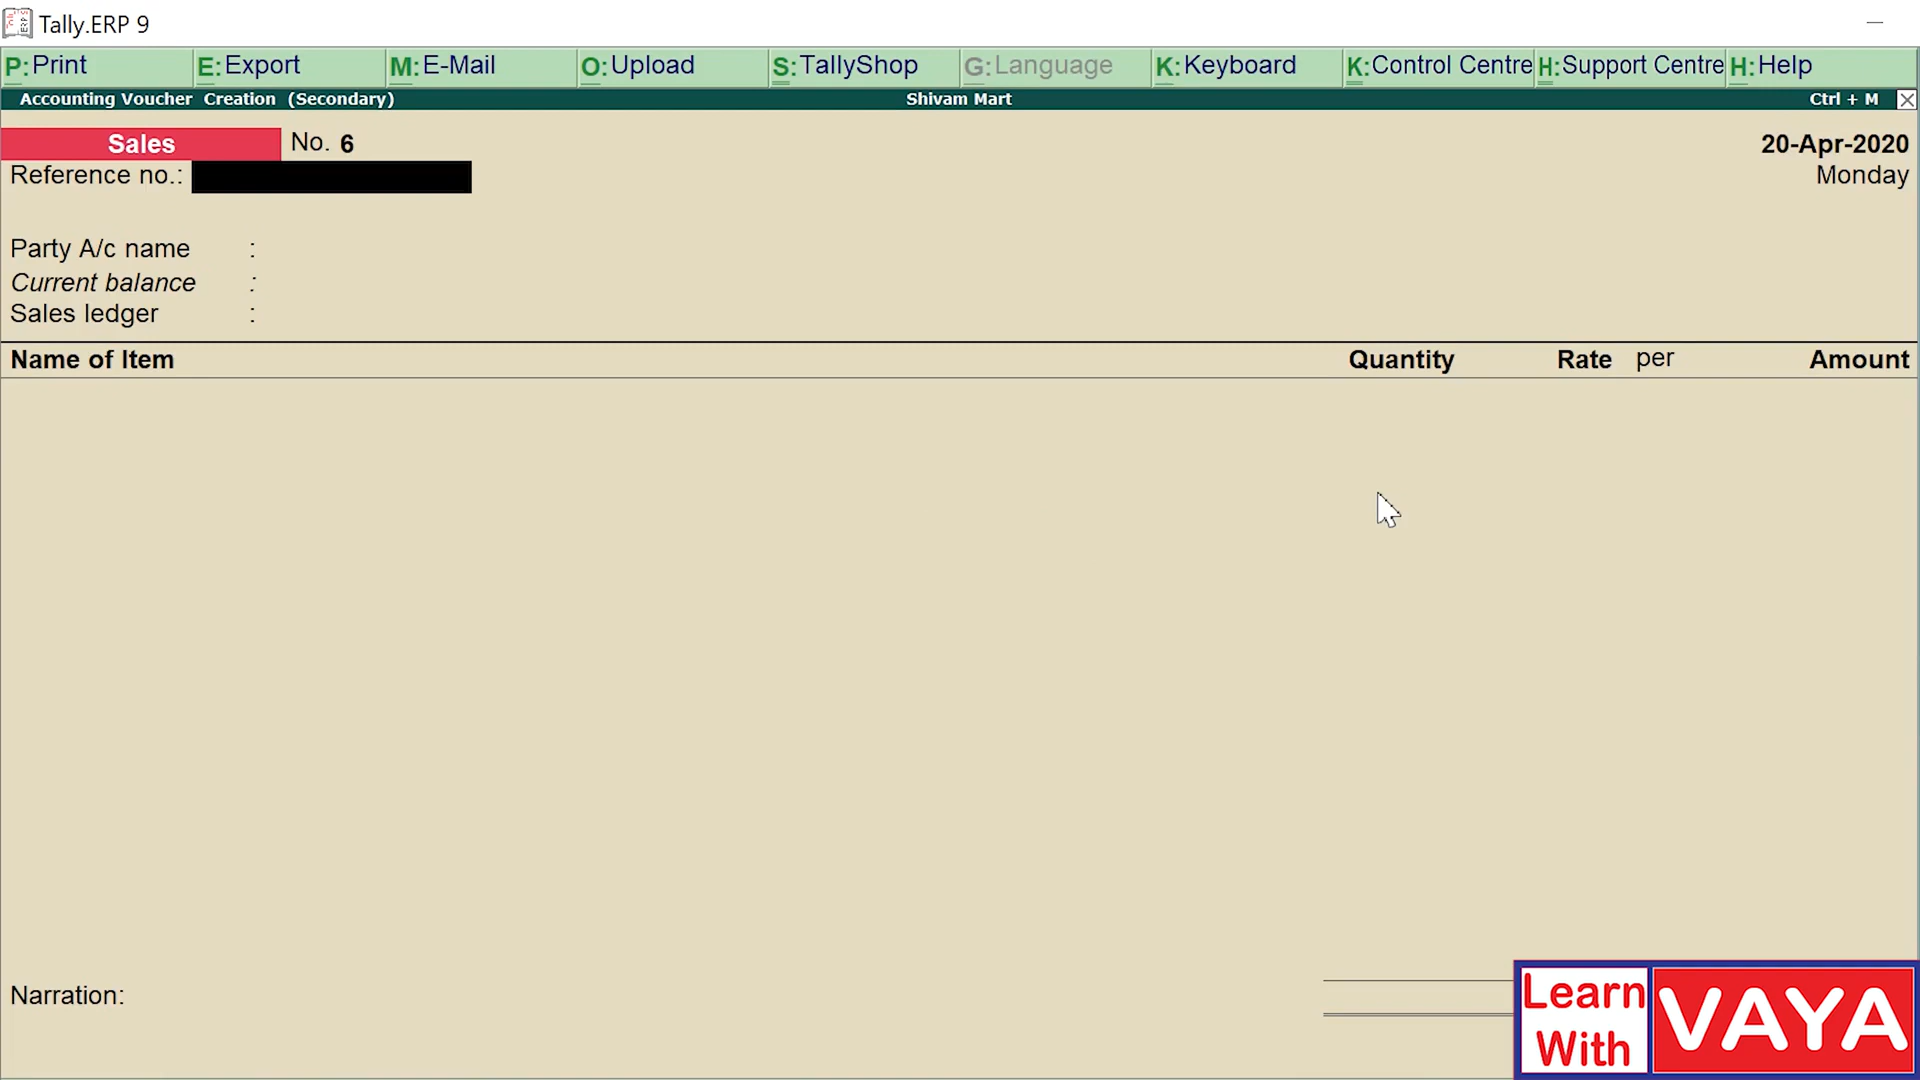 Tally.ERP 9
P:Print E:Export M:E-Mail O:Upload S:TallyShop G:Language K:Keyboard K:Control Centre H:Support Centre H:Help
Accounting Voucher Creation (Secondary) Shivam Mart Ctrl + M
Sales No. 6 20-Apr-2020
Reference no.: Monday
Party A/c name :
Current balance :
Sales ledger :
Name of Item Quantity Rate per Amount
Narration:
Learn With VAYA